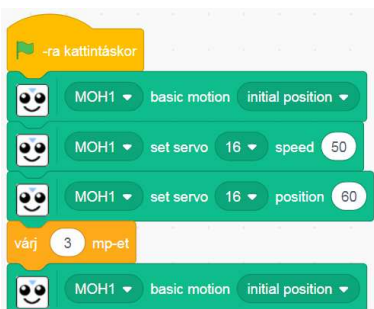 -ra kattintáskor
MOH1 basic motion initial position
MOH1 set servo 16 speed 50
MOH1 set servo 16 position 60
várj 3 mp-et
MOH1 basic motion initial position